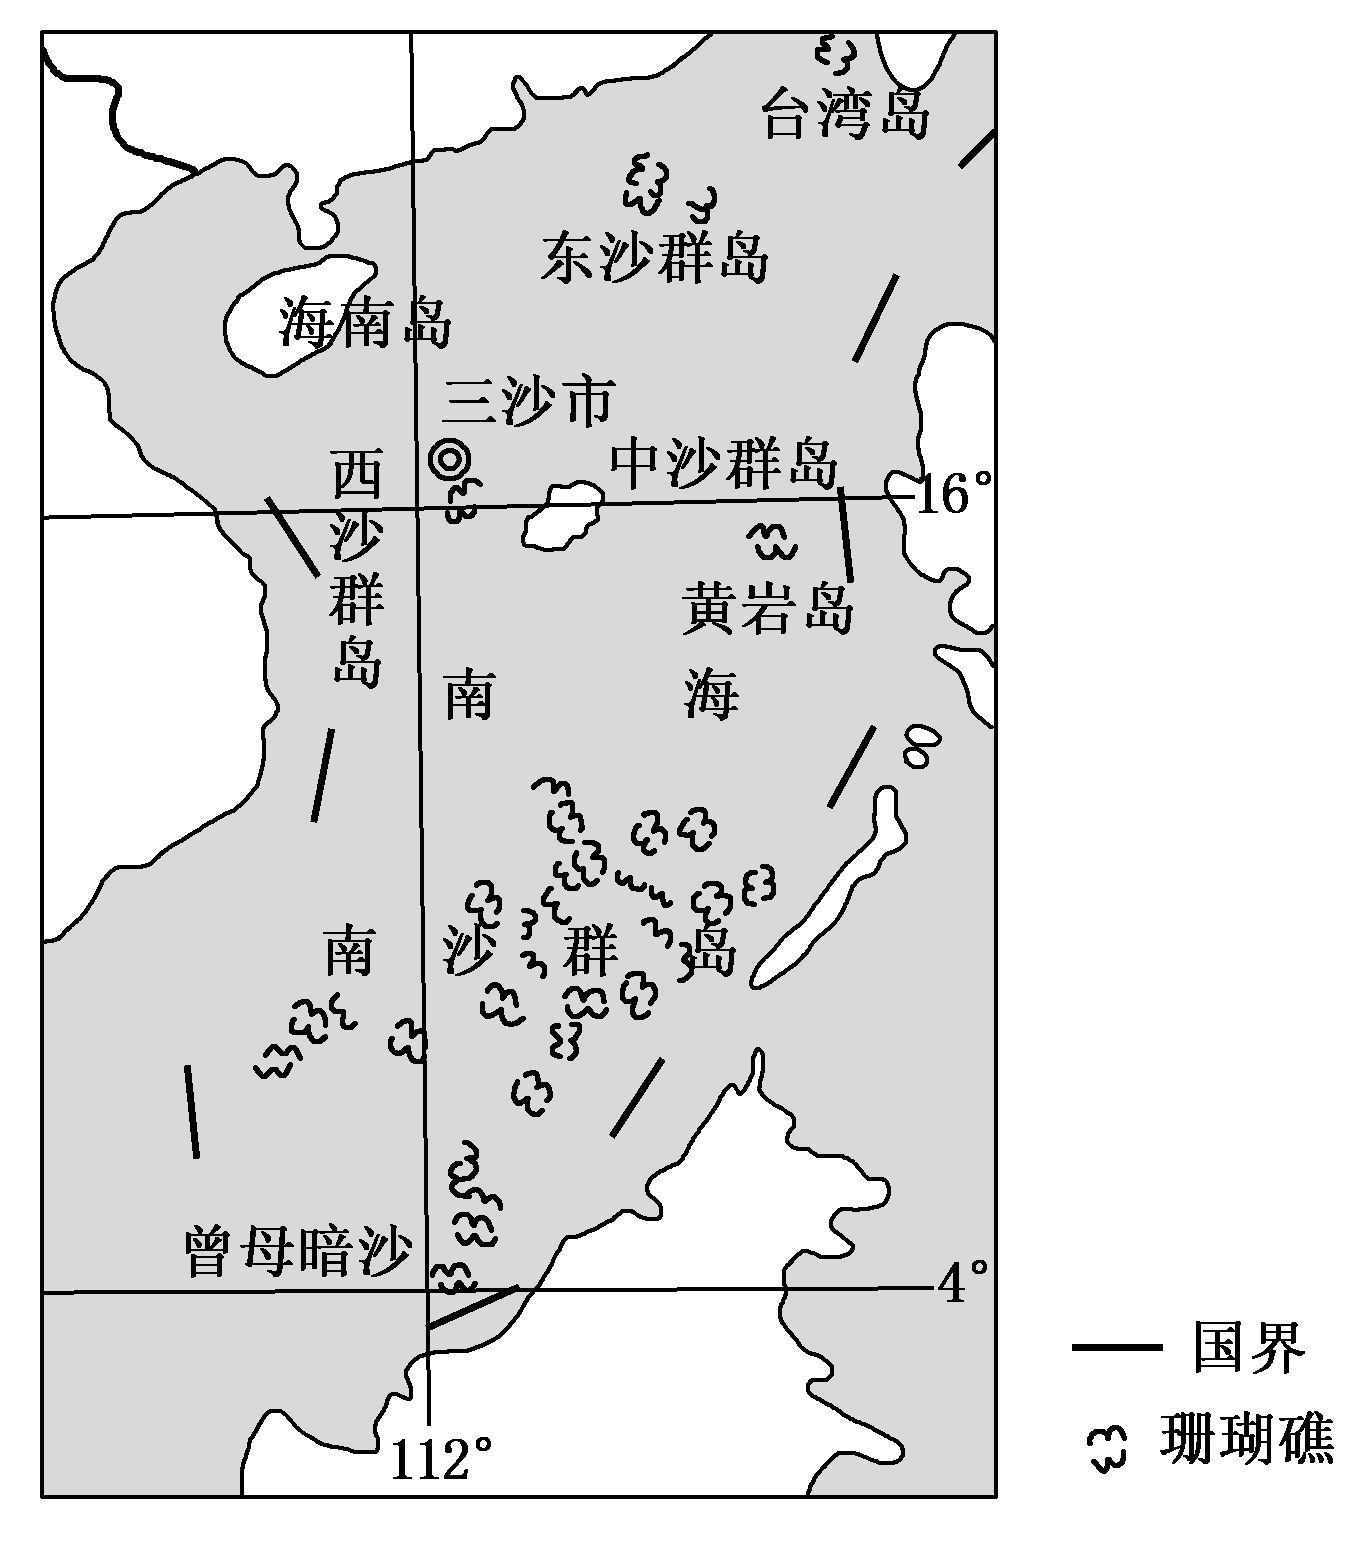 台湾岛
东沙群岛
海南岛
三沙市
中沙群岛
西沙群岛
16°
黄岩岛
南海
南沙群岛
曾母暗沙
4°
112°
国界
珊瑚礁